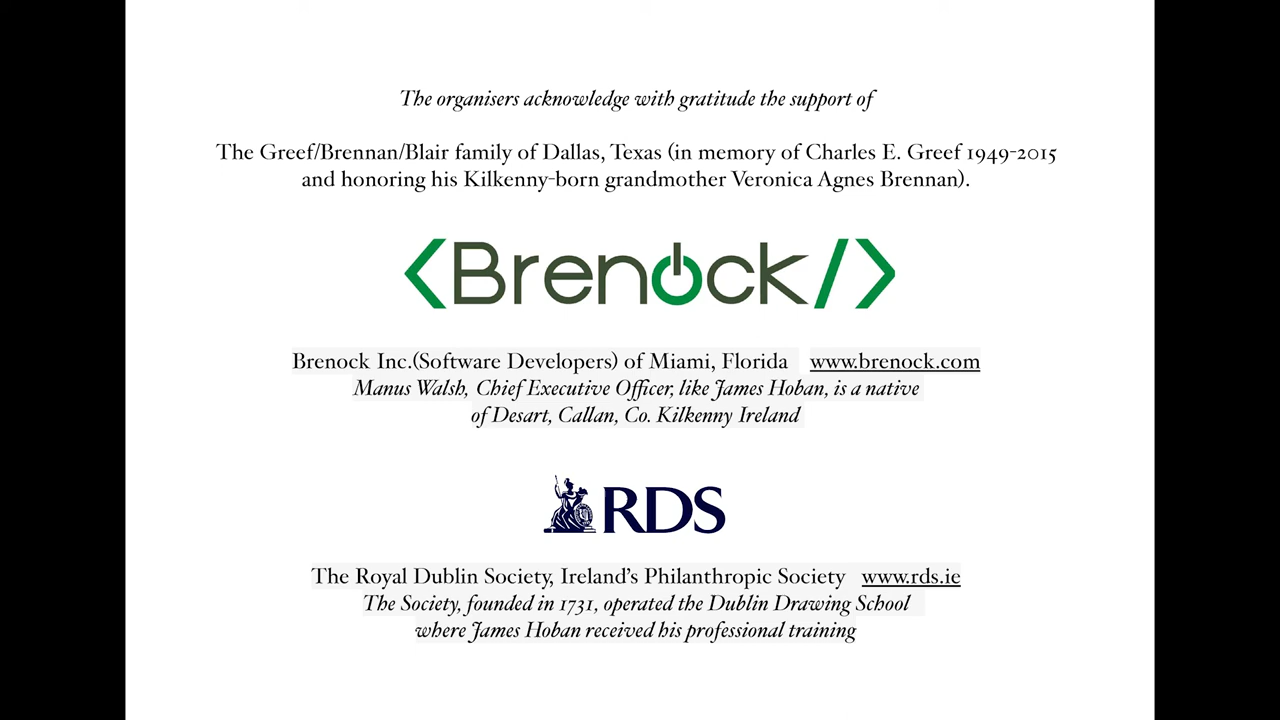 The organisers acknowledge with gratitude the support of
The Greef/Brennan/Blair family of Dallas, Texas (in memory of Charles E. Greef 1949-2015
and honoring his Kilkenny-born grandmother Veronica Agnes Brennan).
<Brenock/>
Brenock Inc.(Software Developers) of Miami, Florida www.brenock.com
Manus Walsh, Chief Executive Officer, like James Hoban, is a native
of Desart, Callan, Co. Kilkenny Ireland
RDS
The Royal Dublin Society, Ireland's Philanthropic Society www.rds.ie
The Society, founded in 1731, operated the Dublin Drawing School
where James Hoban received his professional training